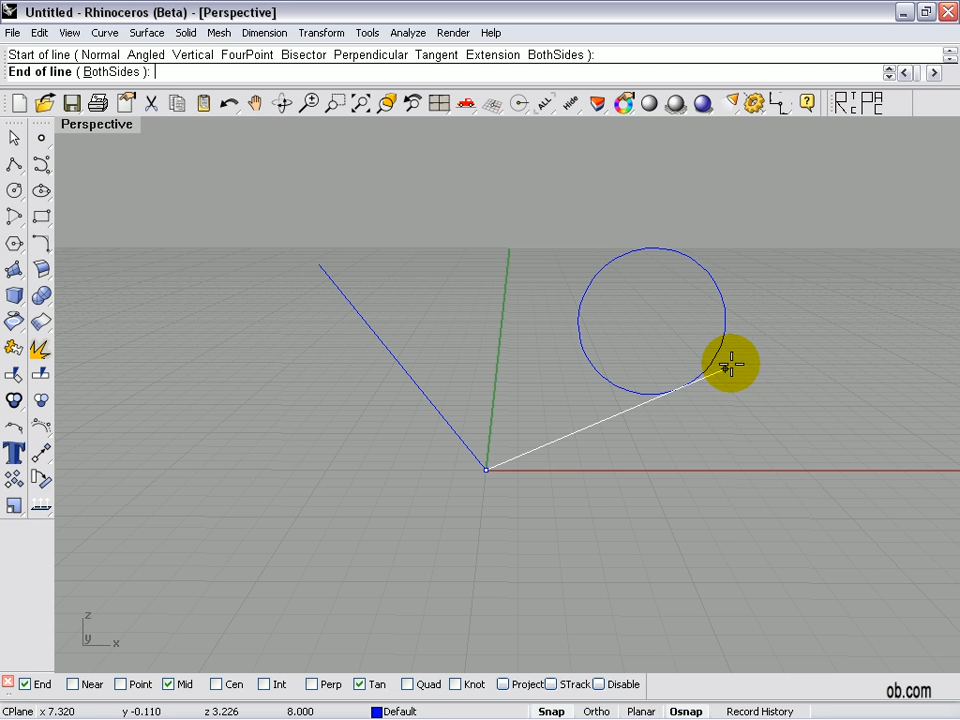 Untitled - Rhinoceros (Beta) - [Perspective]
File Edit View Curve Surface Solid Mesh Dimension Transform Tools Analyze Render Help
Start of line ( Normal Angled Vertical FourPoint Bisector Perpendicular Tangent Extension BothSides ):
End of line ( BothSides ):
Perspective
z
y x
End Near Point Mid Cen Int Perp Tan Quad Knot Project STrack Disable
ob.com
CPlane x 7.320 y -0.110 z 3.226 8.000 Default Snap Ortho Planar Osnap Record History